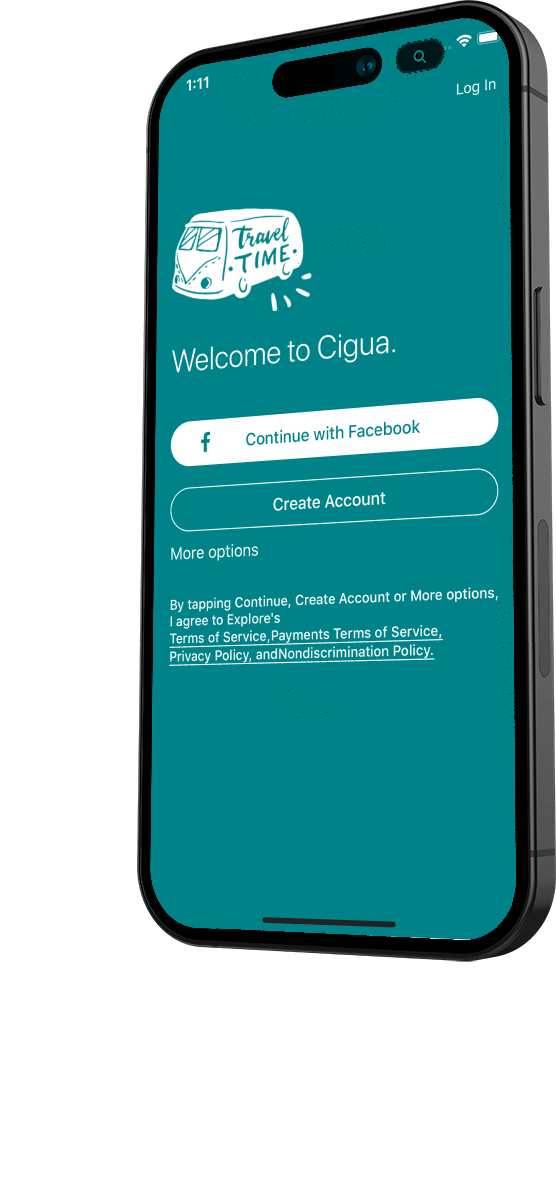 1:11
Log In
Travel
TIME
Welcome to Cigua.
Continue with Facebook
Create Account
More options
By tapping Continue, Create Account or More options,
I agree to Explore's
Terms of Service,Payments Terms of Service,
Privacy Policy, andNondiscrimination Policy.